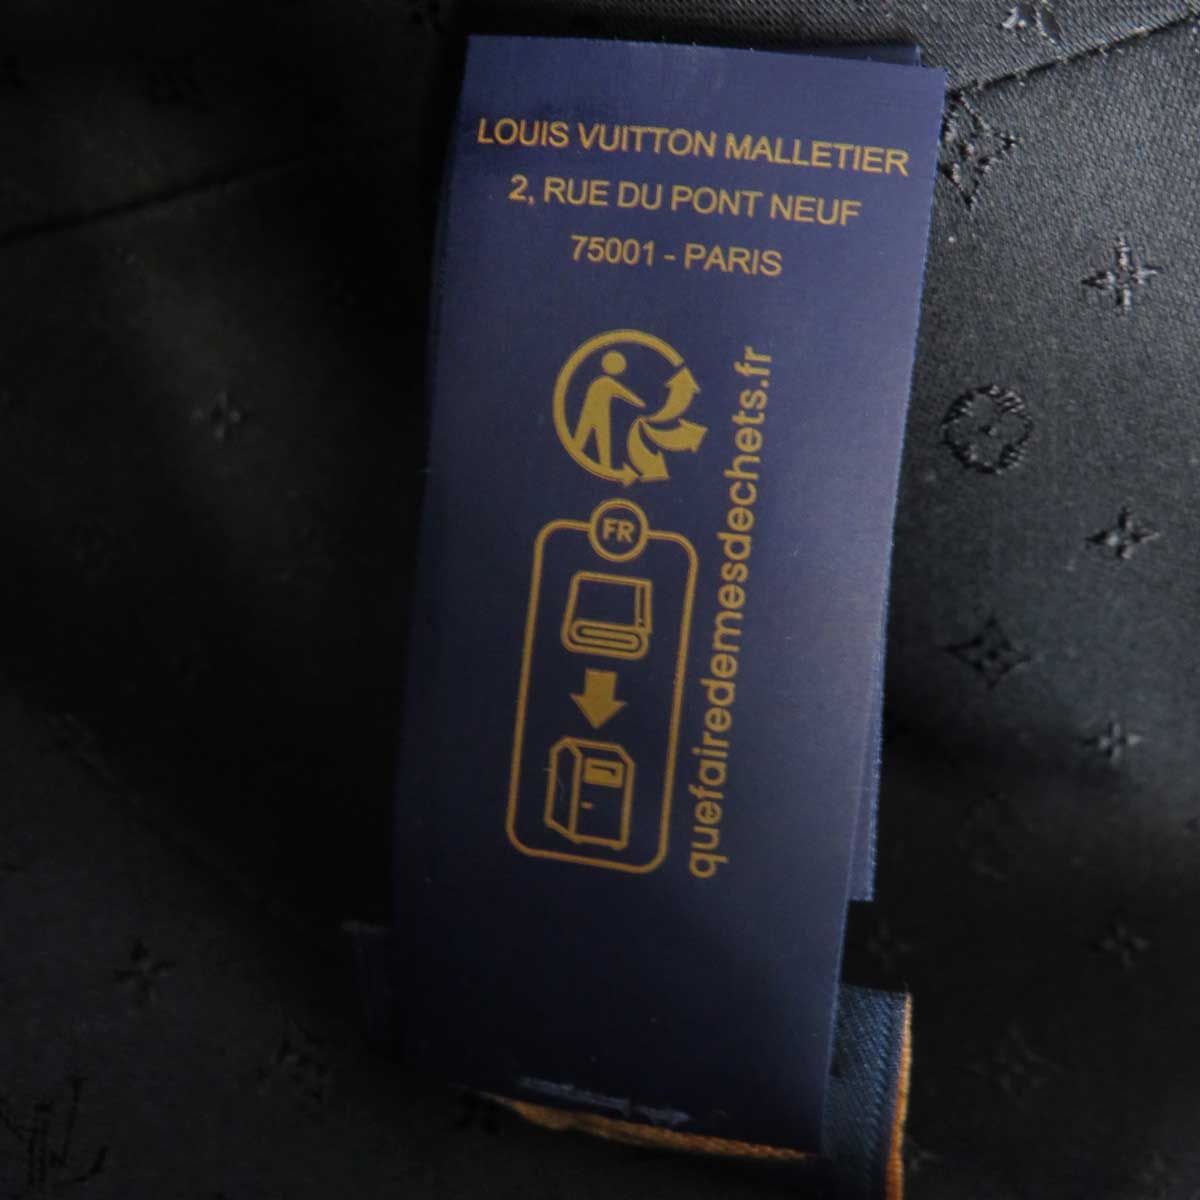 LOUIS VUITTON MALLETIER
2, RUE DU PONT NEUF
75001 - PARIS
FR
quefairedemesdechets.fr